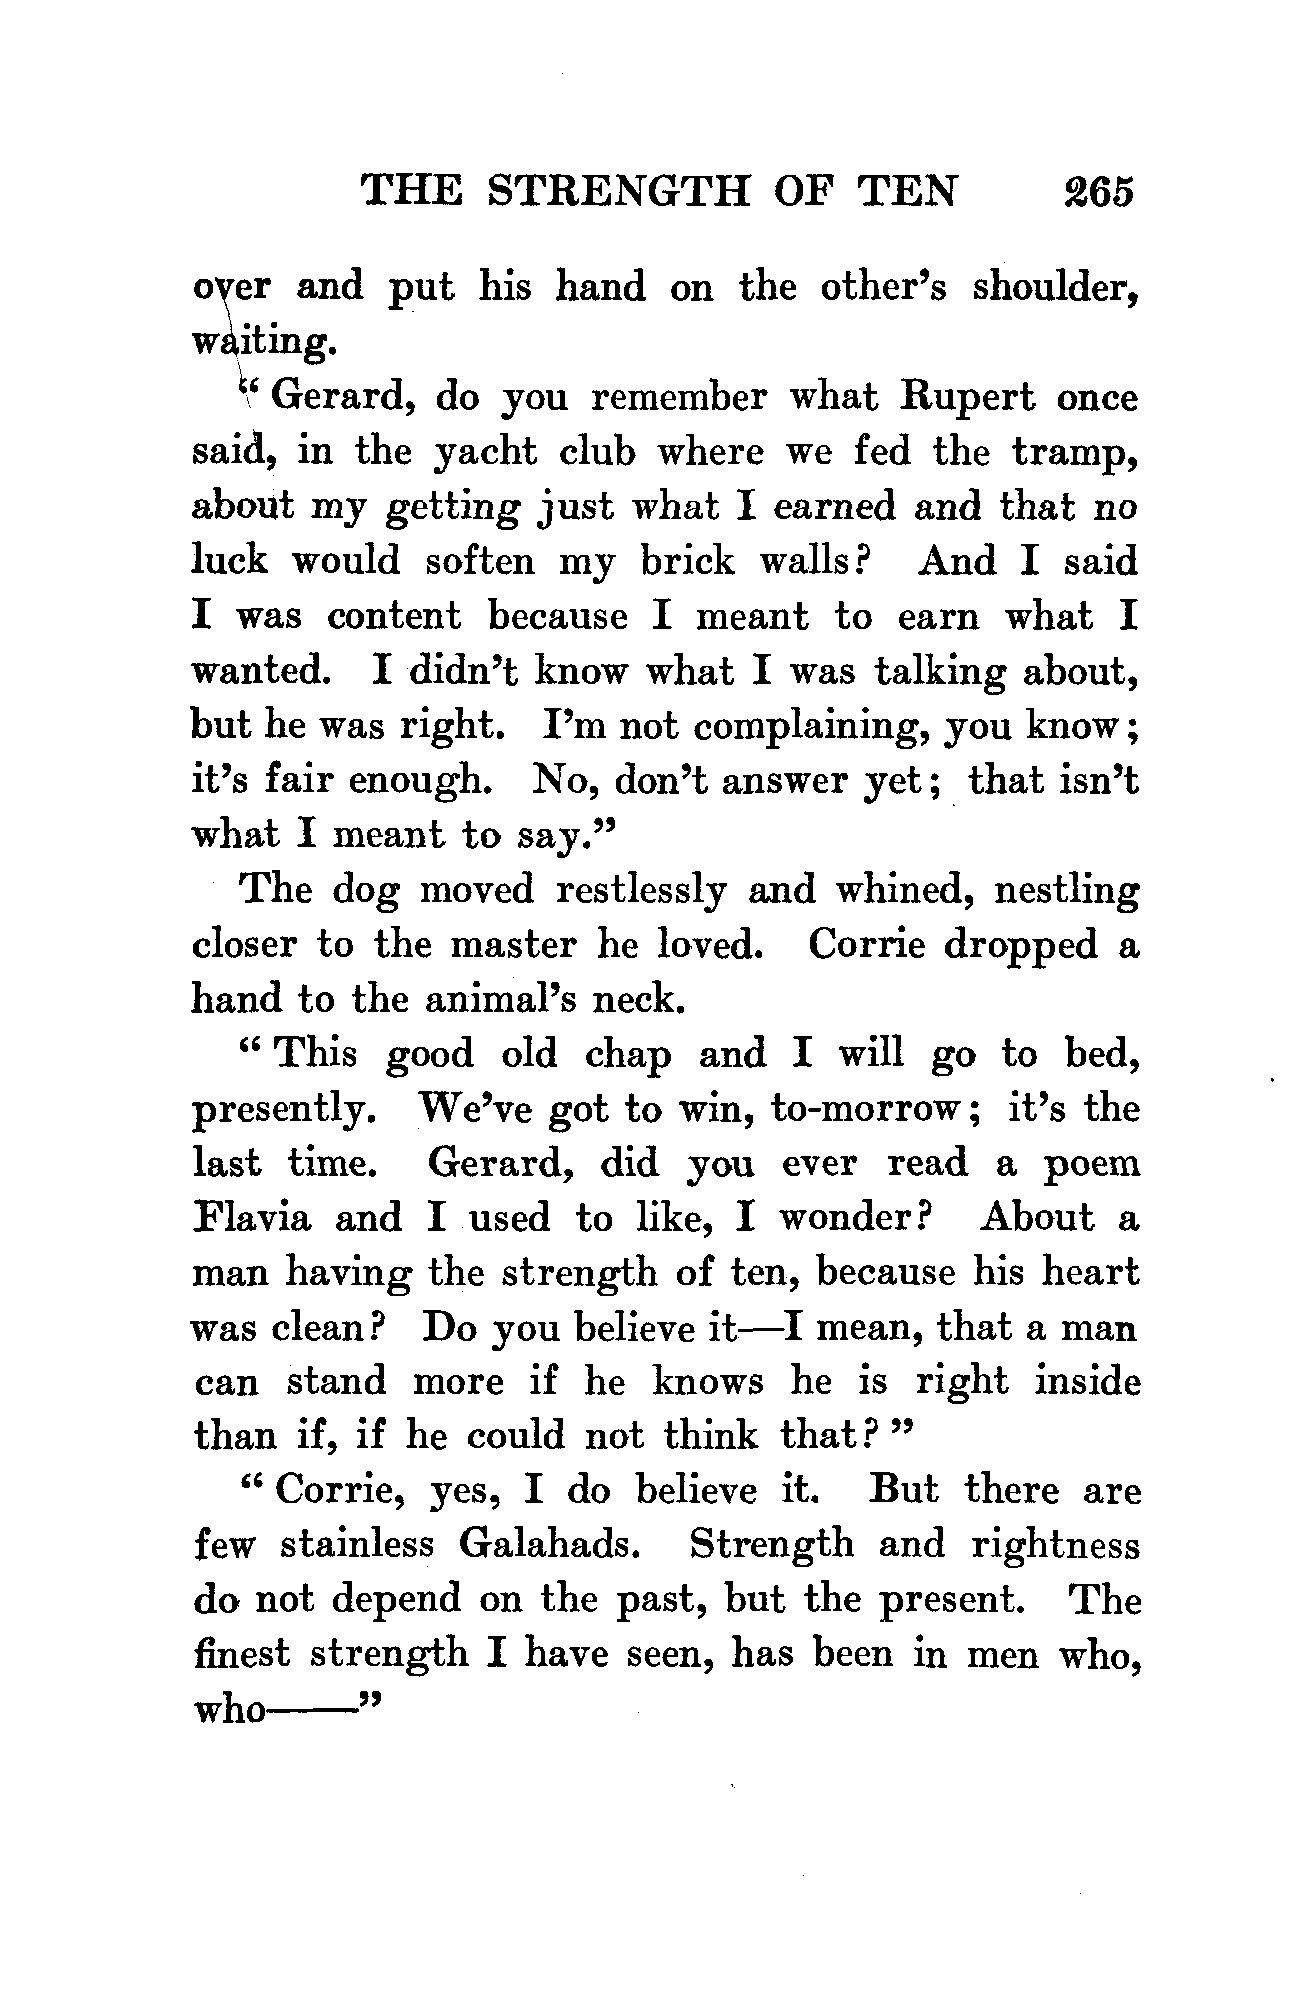 THE STRENGTH OF TEN 265
over and put his hand on the other's shoulder,
waiting.
“ Gerard, do you remember what Rupert once
said, in the yacht club where we fed the tramp,
about my getting just what I earned and that no
luck would soften my brick walls? And I said
I was content because I meant to earn what I
wanted. I didn't know what I was talking about,
but he was right. I'm not complaining, you know;
it's fair enough. No, don't answer yet; that isn't
what I meant to say.”
The dog moved restlessly and whined, nestling
closer to the master he loved. Corrie dropped a
hand to the animal's neck.
“ This good old chap and I will go to bed,
presently. We've got to win, to-morrow; it's the
last time. Gerard, did you ever read a poem
Flavia and I used to like, I wonder? About a
man having the strength of ten, because his heart
was clean? Do you believe it—I mean, that a man
can stand more if he knows he is right inside
than if, if he could not think that? ”
“ Corrie, yes, I do believe it. But there are
few stainless Galahads. Strength and rightness
do not depend on the past, but the present. The
finest strength I have seen, has been in men who,
who——”